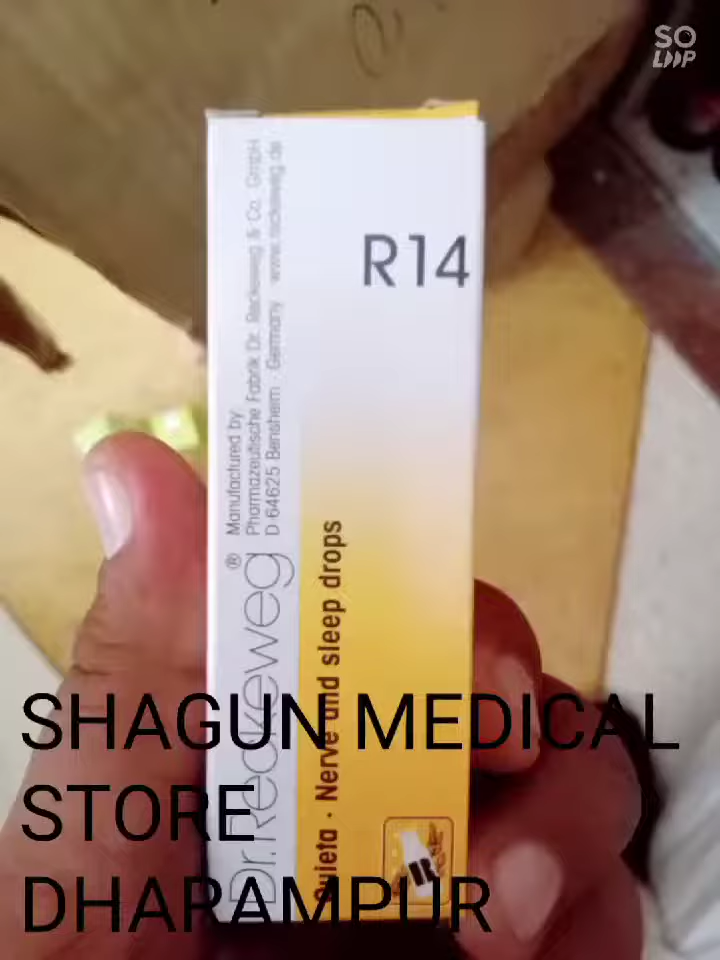 SO
LOOP
R14
Manufactured by
Pharmazeutische Fabrik Dr. Reckeweg & Co. GmbH
D 64625 Bensheim · Germany www.reckeweg.de
Dr. Reckeweg®
Quieta · Nerve and sleep drops
R
SHAGUN MEDICAL
STORE
DHARAMPUR